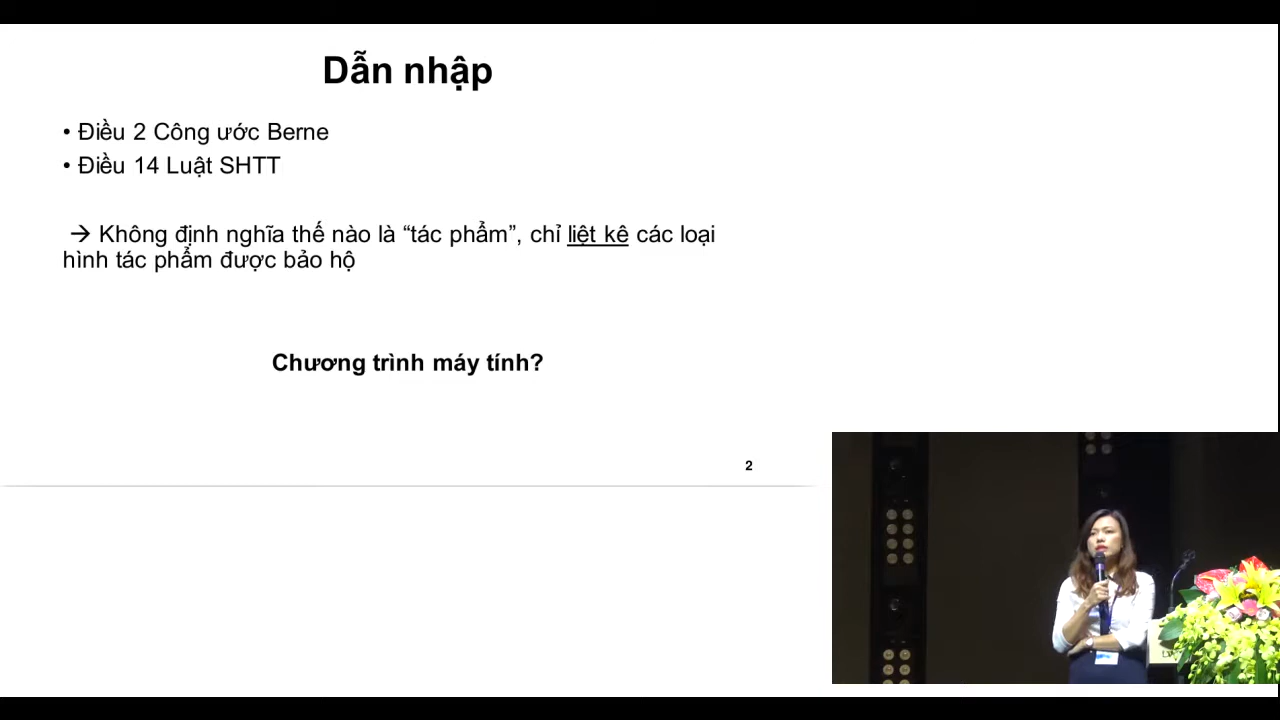 Dẫn nhập
• Điều 2 Công ước Berne
• Điều 14 Luật SHTT
→ Không định nghĩa thế nào là “tác phẩm”, chỉ liệt kê các loại
hình tác phẩm được bảo hộ
Chương trình máy tính?
2